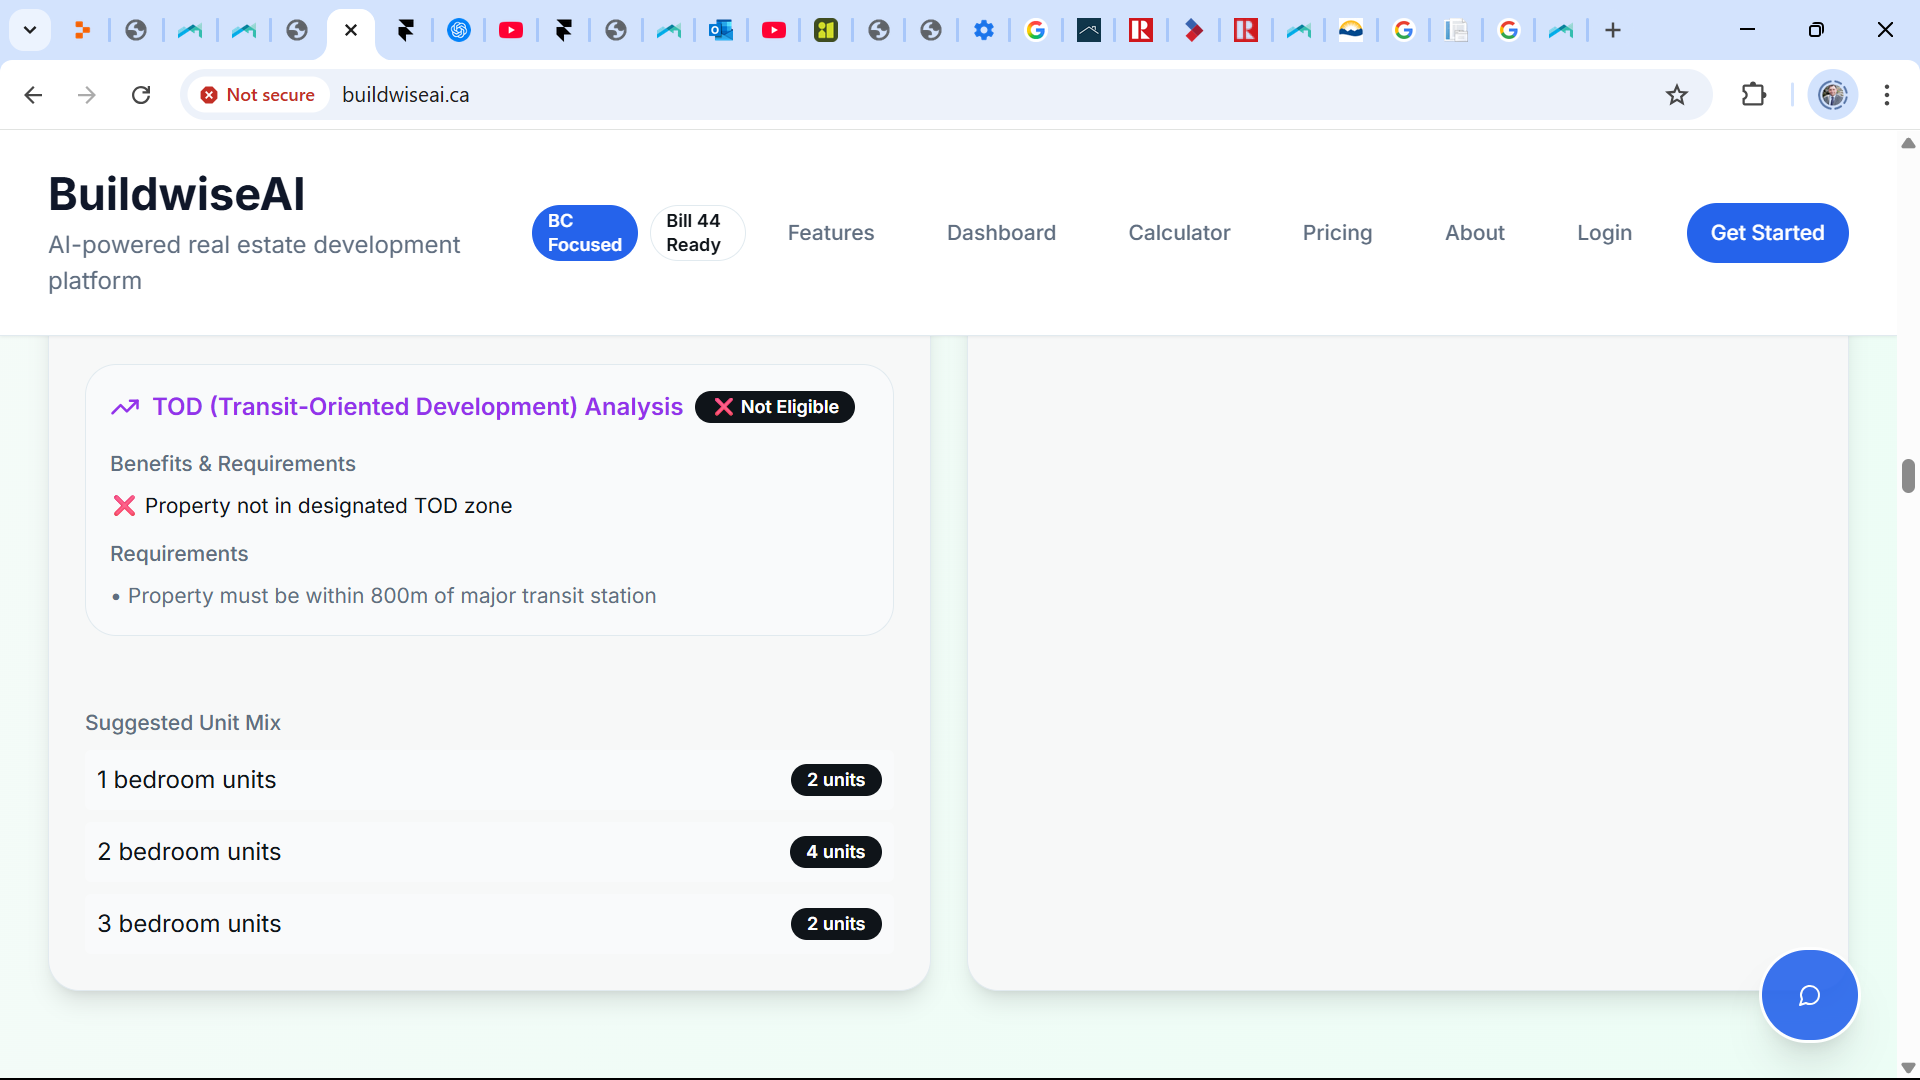 Not secure
buildwiseai.ca
BuildwiseAI
AI-powered real estate development
platform
BC
Focused
Bill 44
Ready
Features
Dashboard
Calculator
Pricing
About
Login
Get Started
TOD (Transit-Oriented Development) Analysis
❌ Not Eligible
Benefits & Requirements
❌ Property not in designated TOD zone
Requirements
• Property must be within 800m of major transit station
Suggested Unit Mix
1 bedroom units
2 units
2 bedroom units
4 units
3 bedroom units
2 units